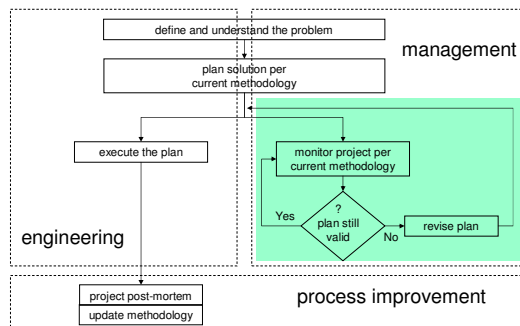 define and understand the problem
management
plan solution per
current methodology
execute the plan
monitor project per
current methodology
?
plan still
valid
Yes
No
revise plan
engineering
process improvement
project post-mortem
update methodology